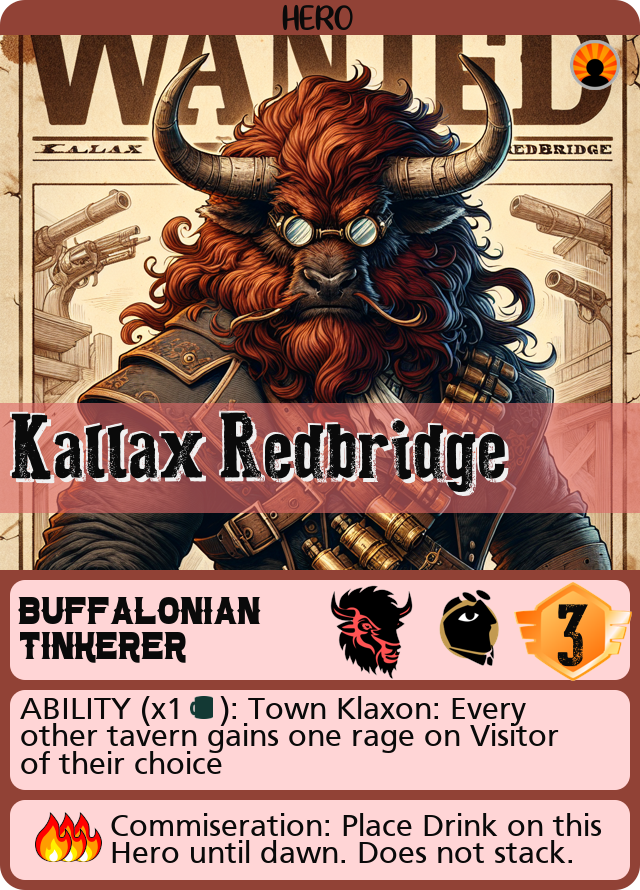 HERO
WANTED
KALLAX REDBRIDGE
Kallax Redbridge
BUFFALONIAN
TINKERER
3
ABILITY (x1 ): Town Klaxon: Every
other tavern gains one rage on Visitor
of their choice
Commiseration: Place Drink on this
Hero until dawn. Does not stack.